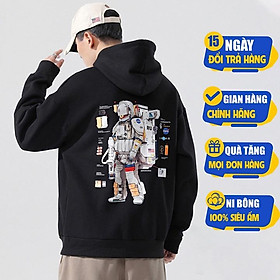 15 NGÀY
ĐỔI TRẢ HÀNG
GIAN HÀNG
CHÍNH HÃNG
QUÀ TẶNG
MỌI ĐƠN HÀNG
NỈ BÔNG
100% SIÊU ẤM